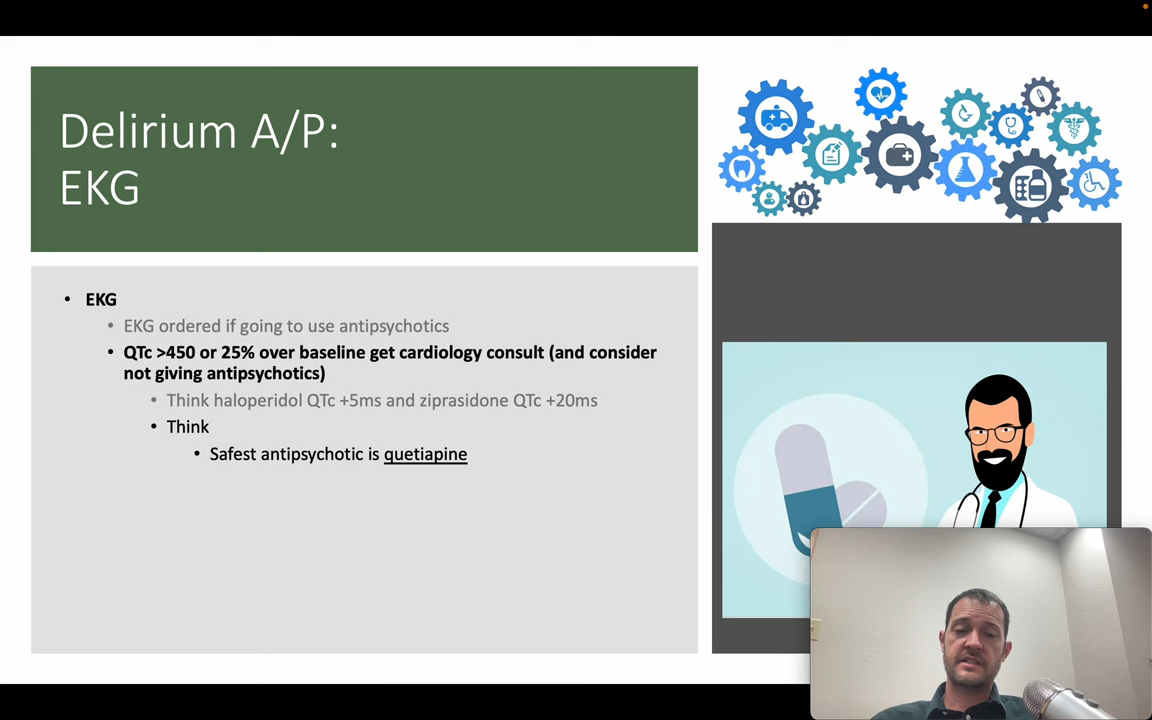 Delirium A/P:
EKG
• EKG
• EKG ordered if going to use antipsychotics
• QTc >450 or 25% over baseline get cardiology consult (and consider
not giving antipsychotics)
• Think haloperidol QTc +5ms and ziprasidone QTc +20ms
• Think
• Safest antipsychotic is quetiapine